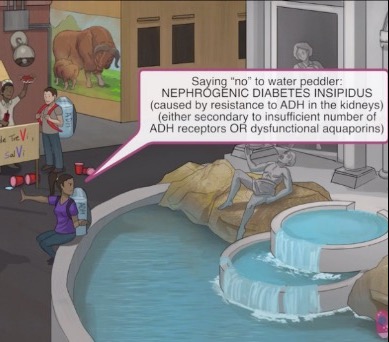 Saying "no" to water peddler:
NEPHROGENIC DIABETES INSIPIDUS
(caused by resistance to ADH in the kidneys)
(either secondary to insufficient number of
ADH receptors OR dysfunctional aquaporins)